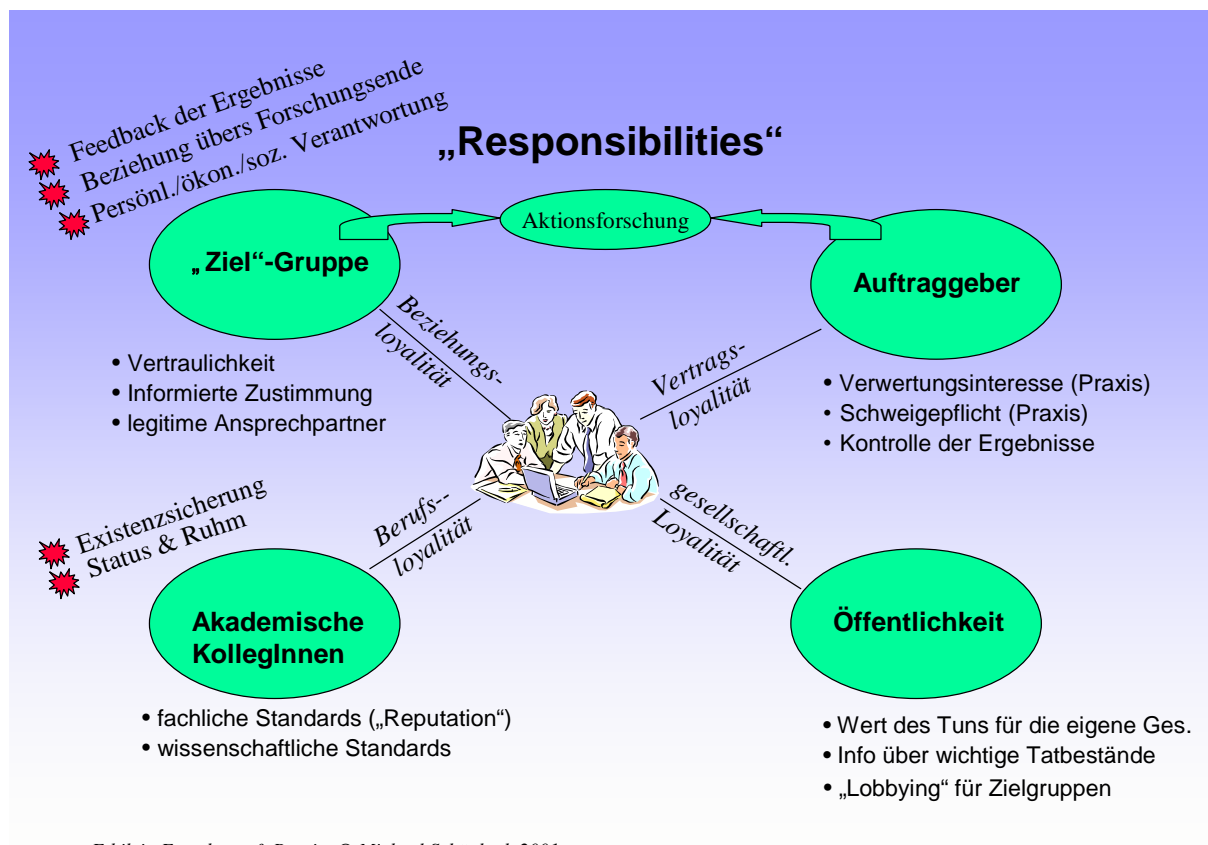 Feedback der Ergebnisse
Beziehung übers Forschungsende
Persönl./ökon./soz. Verantwortung
„Responsibilities“
Aktionsforschung
„Ziel“-Gruppe
Auftraggeber
Beziehungs-
loyalität
Vertrags-
loyalität
• Vertraulichkeit
• Informierte Zustimmung
• legitime Ansprechpartner
• Verwertungsinteresse (Praxis)
• Schweigepflicht (Praxis)
• Kontrolle der Ergebnisse
Existenzsicherung
Status & Ruhm
Berufs--
loyalität
gesellschaftl.
Loyalität
Akademische
KollegInnen
Öffentlichkeit
• fachliche Standards („Reputation“)
• wissenschaftliche Standards
• Wert des Tuns für die eigene Ges.
• Info über wichtige Tatbestände
• „Lobbying“ für Zielgruppen